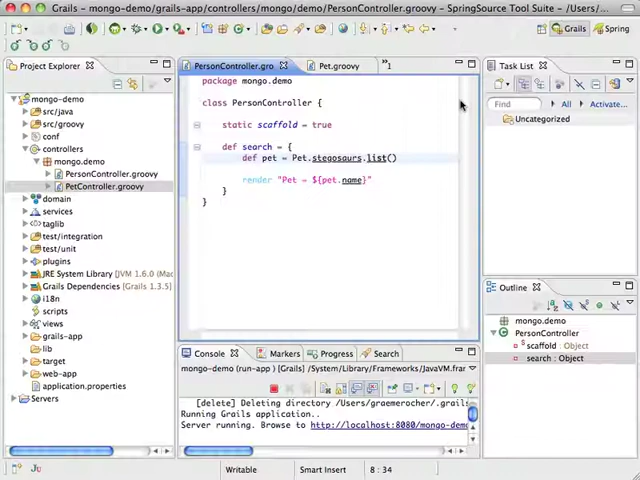 Grails - mongo-demo/grails-app/controllers/mongo/demo/PersonController.groovy - SpringSource Tool Suite - /Users/...
Grails
Spring
Project Explorer
mongo-demo
src/java
src/groovy
conf
controllers
mongo.demo
PersonController.groovy
PetController.groovy
domain
services
taglib
test/integration
test/unit
plugins
JRE System Library [JVM 1.6.0 (Mac
Grails Dependencies [Grails 1.3.5]
i18n
scripts
views
grails-app
lib
target
web-app
application.properties
Servers
PersonController.gro
Pet.groovy
»1
package mongo.demo
class PersonController {
static scaffold = true
def search = {
def pet = Pet.stegosaurs.list()
render "Pet = ${pet.name}"
}
}
Task List
Find
All
Activate...
Uncategorized
Outline
mongo.demo
PersonController
scaffold : Object
search : Object
Console
Markers
Progress
Search
mongo-demo (run-app) [Grails] /System/Library/Frameworks/JavaVM.fram
[delete] Deleting directory /Users/graemerocher/.grails
Running Grails application..
Server running. Browse to http://localhost:8080/mongo-demo
Writable
Smart Insert
8 : 34